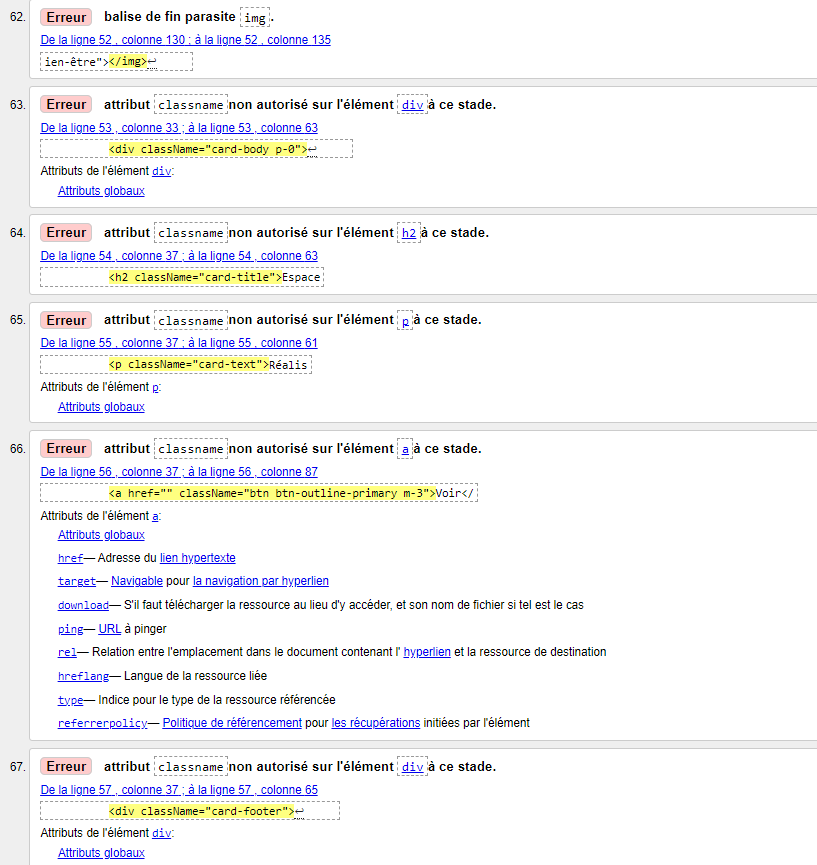 62. Erreur balise de fin parasite img.
De la ligne 52 , colonne 130 ; à la ligne 52 , colonne 135
ien-être"></img>↩
63. Erreur attribut classname non autorisé sur l'élément div à ce stade.
De la ligne 53 , colonne 33 ; à la ligne 53 , colonne 63
<div className="card-body p-0">↩
Attributs de l'élément div:
Attributs globaux
64. Erreur attribut classname non autorisé sur l'élément h2 à ce stade.
De la ligne 54 , colonne 37 ; à la ligne 54 , colonne 63
<h2 className="card-title">Espace
65. Erreur attribut classname non autorisé sur l'élément p à ce stade.
De la ligne 55 , colonne 37 ; à la ligne 55 , colonne 61
<p className="card-text">Réalis
Attributs de l'élément p:
Attributs globaux
66. Erreur attribut classname non autorisé sur l'élément a à ce stade.
De la ligne 56 , colonne 37 ; à la ligne 56 , colonne 87
<a href="" className="btn btn-outline-primary m-3">Voir</
Attributs de l'élément a:
Attributs globaux
href— Adresse du lien hypertexte
target— Navigable pour la navigation par hyperlien
download— S'il faut télécharger la ressource au lieu d'y accéder, et son nom de fichier si tel est le cas
ping— URL à pinger
rel— Relation entre l'emplacement dans le document contenant l' hyperlien et la ressource de destination
hreflang— Langue de la ressource liée
type— Indice pour le type de la ressource référencée
referrerpolicy— Politique de référencement pour les récupérations initiées par l'élément
67. Erreur attribut classname non autorisé sur l'élément div à ce stade.
De la ligne 57 , colonne 37 ; à la ligne 57 , colonne 65
<div className="card-footer">↩
Attributs de l'élément div:
Attributs globaux